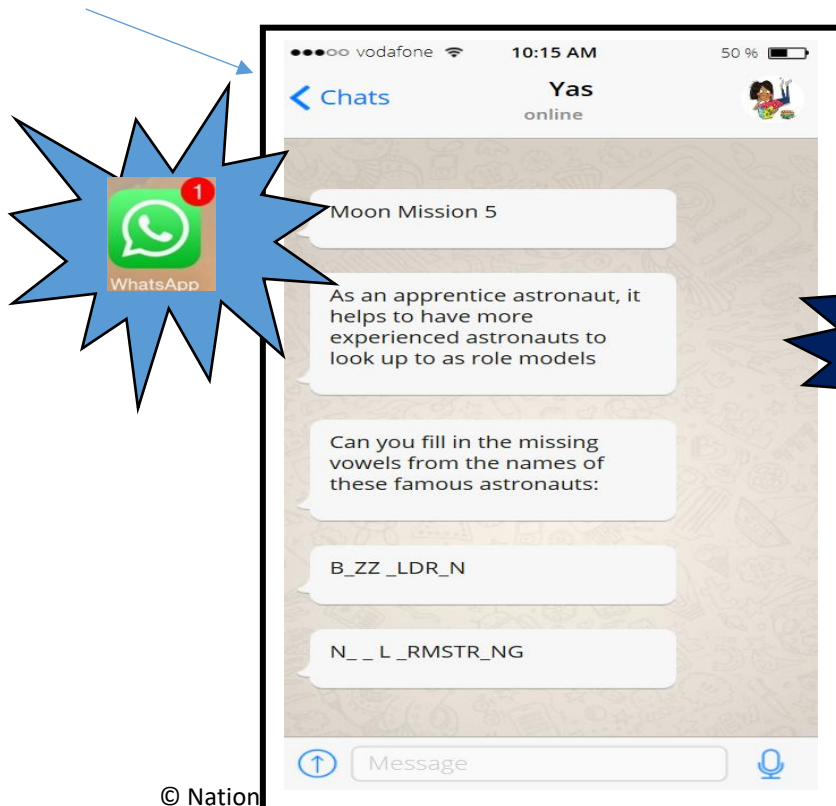 vodafone 10:15 AM 50 %
Chats Yas
online
1
WhatsApp
Moon Mission 5
As an apprentice astronaut, it
helps to have more
experienced astronauts to
look up to as role models
Can you fill in the missing
vowels from the names of
these famous astronauts:
B_ZZ _LDR_N
N_ _ L _RMSTR_NG
Message
© Nation